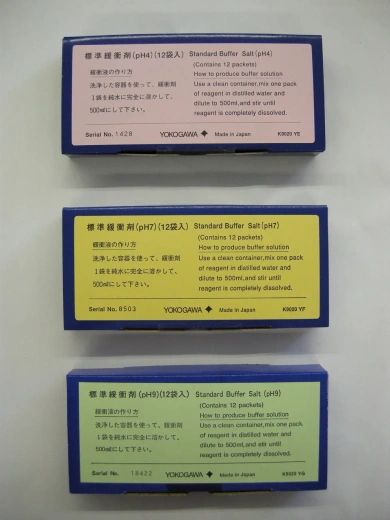 標準緩衝剤(pH4)(12袋入) Standard Buffer Salt(pH4)
(Contains 12 packets)
緩衝液の作り方 How to produce buffer solution
洗浄した容器を使って、緩衝剤 Use a clean container,mix one pack
1袋を純水に完全に溶かして、 of reagent in distilled water and
500mlにして下さい。 dilute to 500ml,and stir until
reagent is completely dissolved.
Serial No. 1428 YOKOGAWA Made in Japan K9020 YE
標準緩衝剤(pH7)(12袋入) Standard Buffer Salt(pH7)
(Contains 12 packets)
緩衝液の作り方 How to produce buffer solution
洗浄した容器を使って、緩衝剤 Use a clean container,mix one pack
1袋を純水に完全に溶かして、 of reagent in distilled water and
500mlにして下さい。 dilute to 500ml,and stir until
reagent is completely dissolved.
Serial No. 8503 YOKOGAWA Made in Japan K9020 YF
標準緩衝剤(pH9)(12袋入) Standard Buffer Salt(pH9)
(Contains 12 packets)
緩衝液の作り方 How to produce buffer solution
洗浄した容器を使って、緩衝剤 Use a clean container,mix one pack
1袋を純水に完全に溶かして、 of reagent in distilled water and
500mlにして下さい。 dilute to 500ml,and stir until
reagent is completely dissolved.
Serial No. 18422 YOKOGAWA Made in Japan K9020 YG